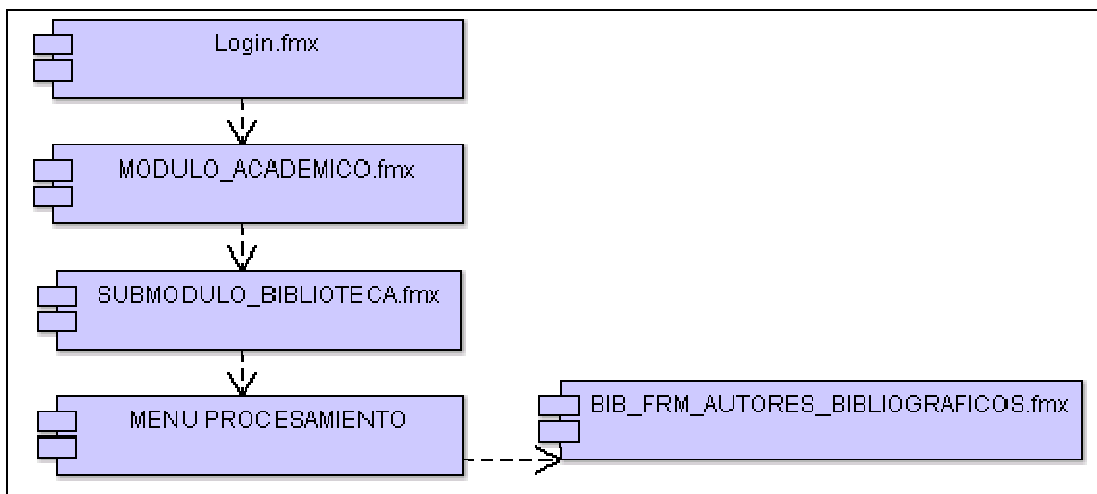 Login.fmx
MODULO_ACADEMICO.fmx
SUBMODULO_BIBLIOTECA.fmx
MENU PROCESAMIENTO
BIB_FRM_AUTORES_BIBLIOGRAFICOS.fmx